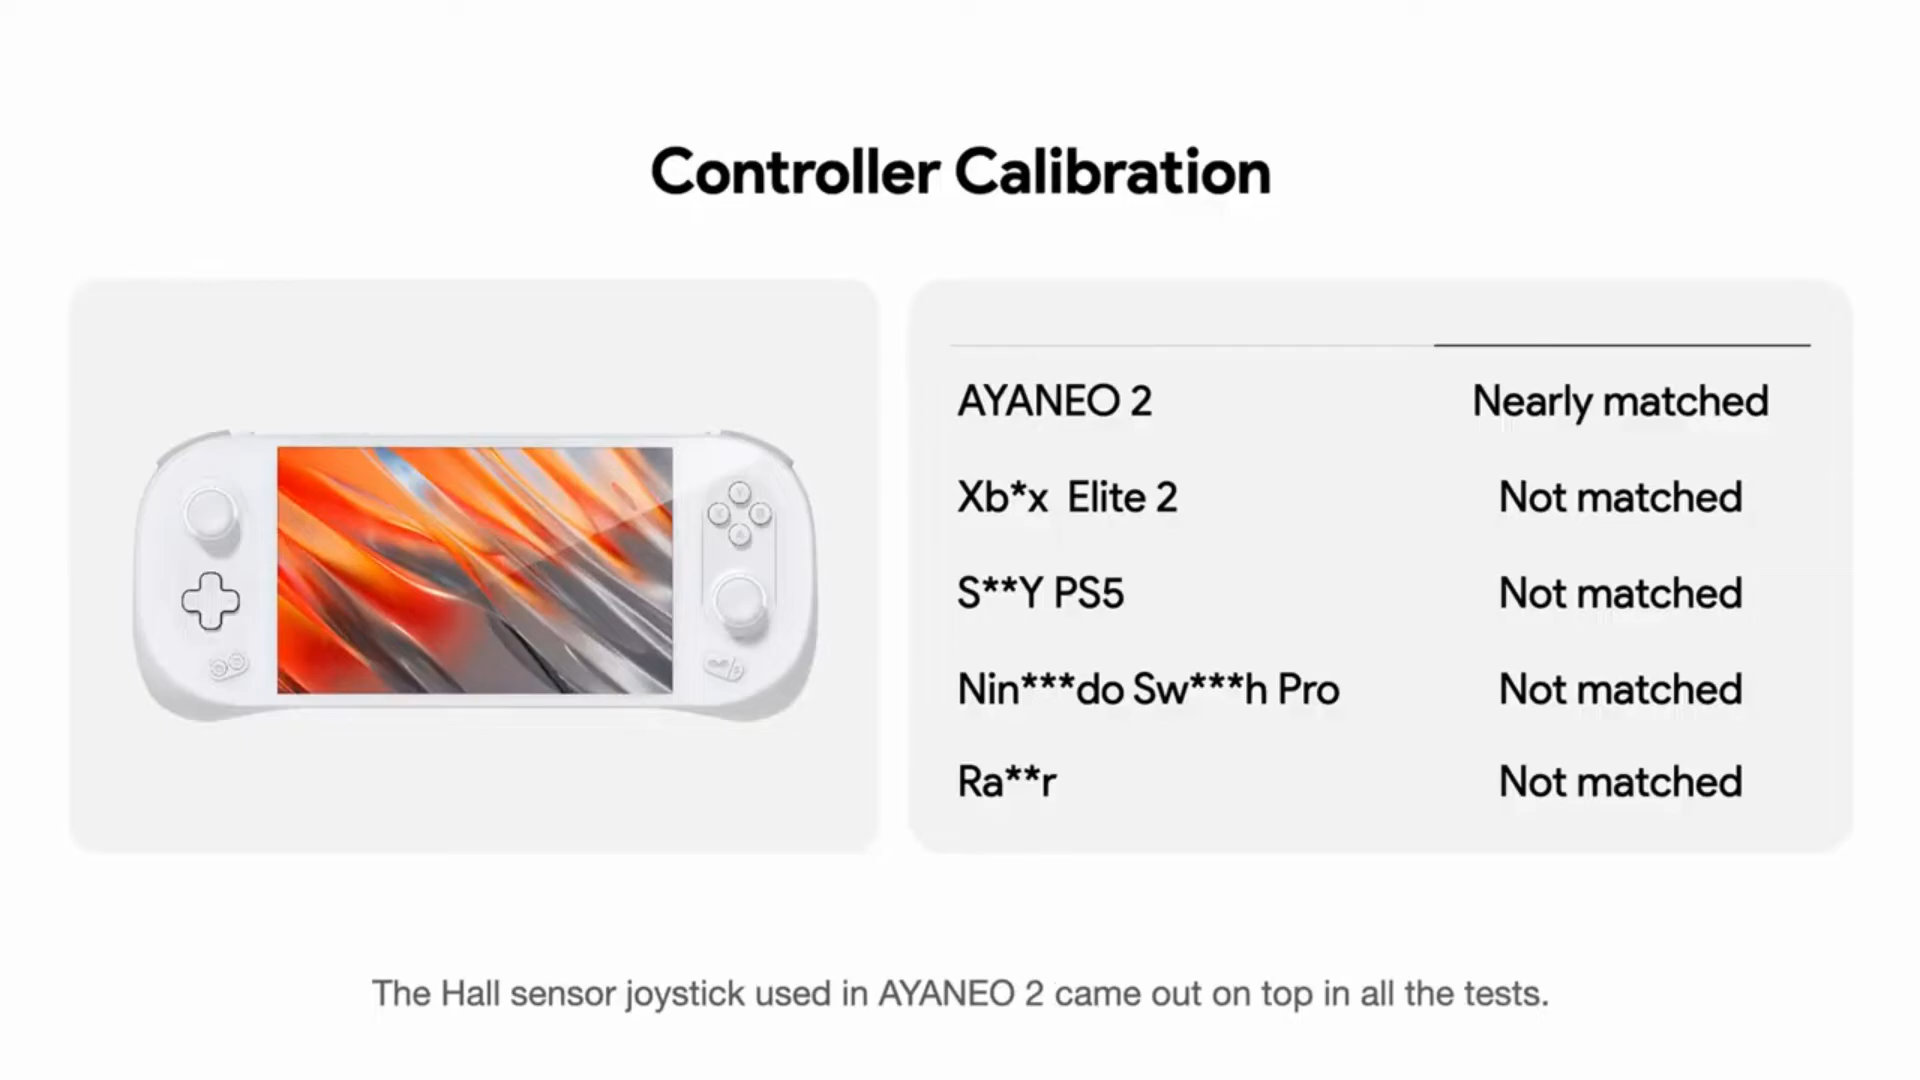 Controller Calibration
AYANEO 2 Nearly matched
Xb*x Elite 2 Not matched
S**Y PS5 Not matched
Nin***do Sw***h Pro Not matched
Ra**r Not matched
The Hall sensor joystick used in AYANEO 2 came out on top in all the tests.